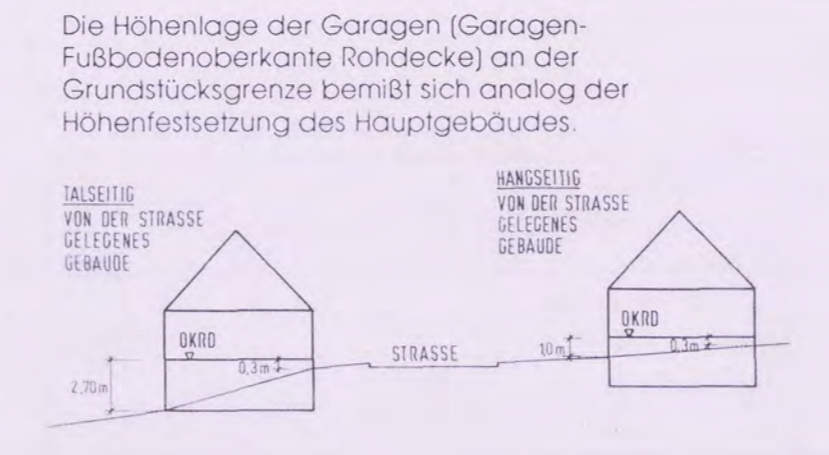 Die Höhenlage der Garagen (Garagen-
Fußbodenoberkante Rohdecke) an der
Grundstücksgrenze bemißt sich analog der
Höhenfestsetzung des Hauptgebäudes.
TALSEITIG
VON DER STRASSE
GELEGENES
GEBÄUDE
HANGSEITIG
VON DER STRASSE
GELEGENES
GEBÄUDE
OKRD
0,3m
2,70m
STRASSE
OKRD
1,0m
0,3m